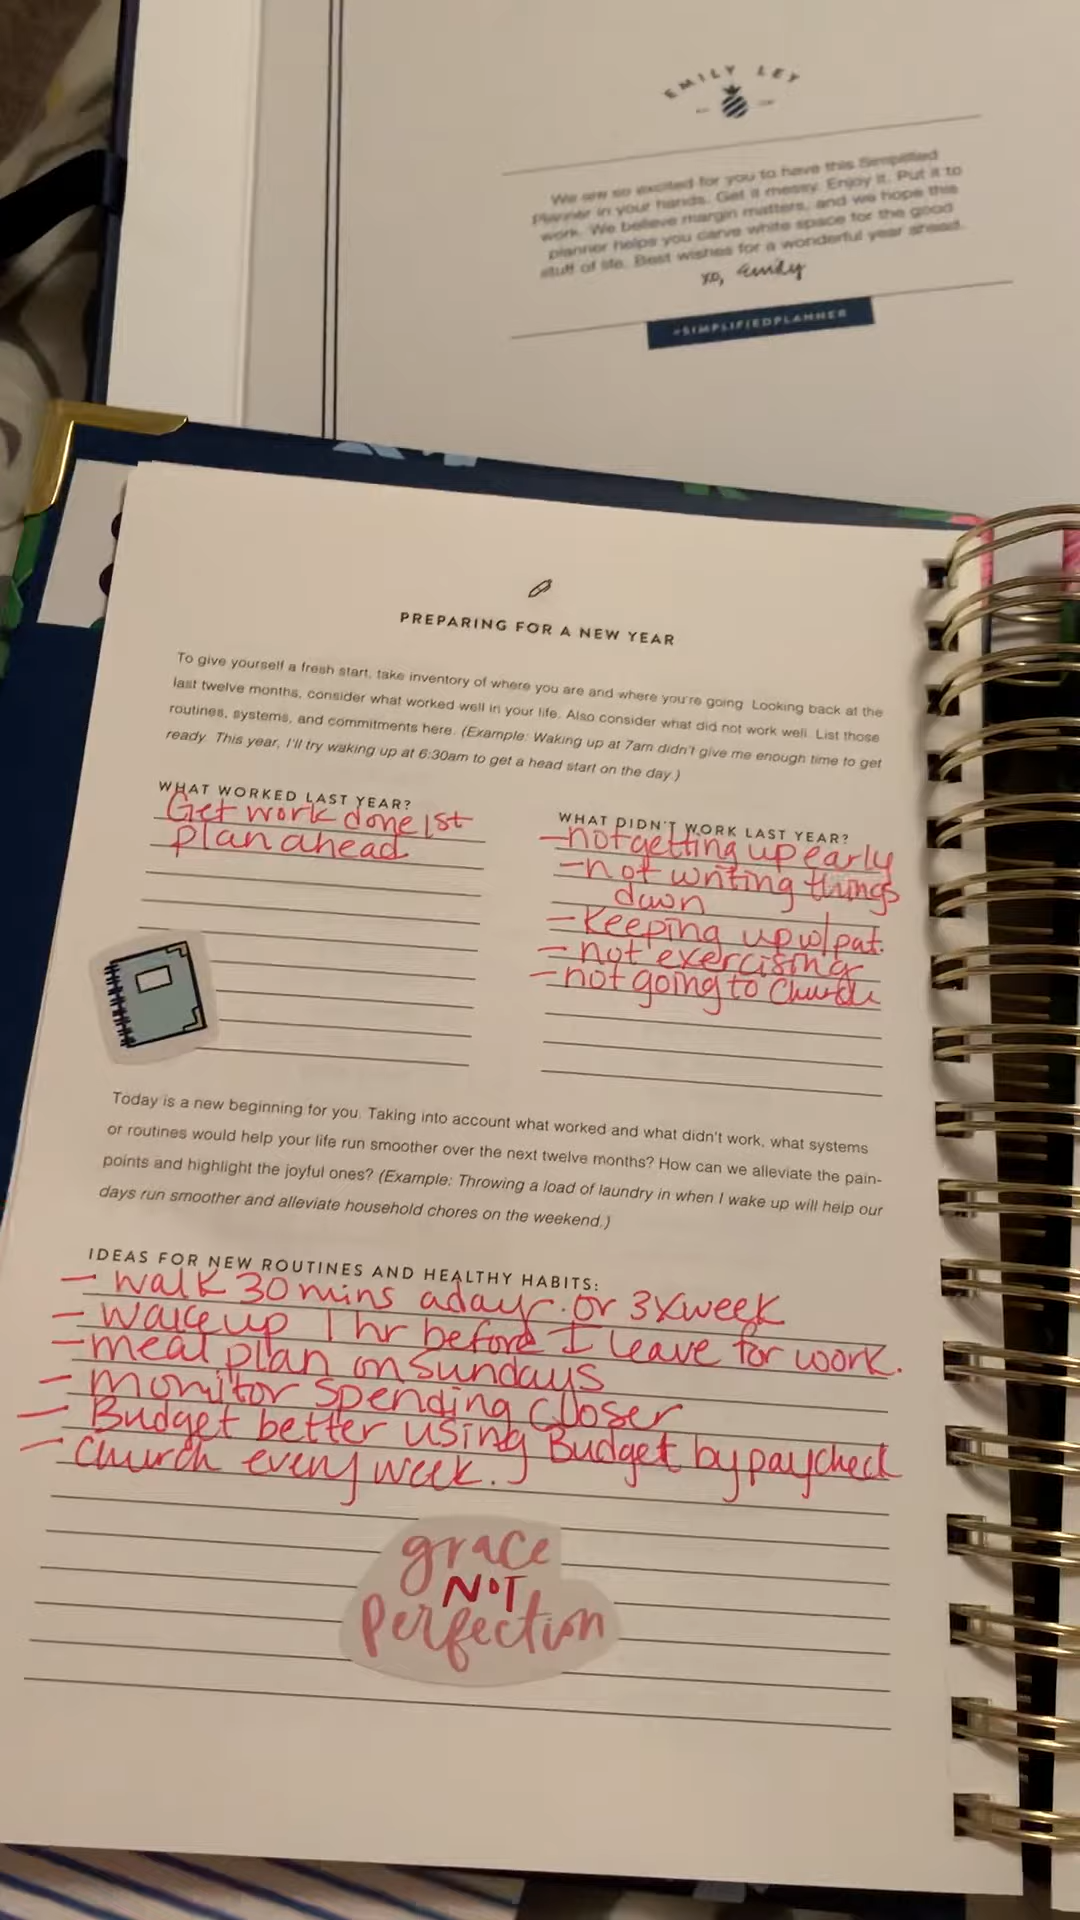 EMILY LEY
We are so excited for you to have this Simplified
Planner in your hands. Get it messy. Enjoy it. Put it to
work. We believe margin matters, and we hope this
planner helps you carve white space for the good
stuff of life. Best wishes for a wonderful year ahead.
xo, Emily
#SIMPLIFIEDPLANNER
PREPARING FOR A NEW YEAR
To give yourself a fresh start, take inventory of where you are and where you're going. Looking back at the
last twelve months, consider what worked well in your life. Also consider what did not work well. List those
routines, systems, and commitments here. (Example: Waking up at 7am didn't give me enough time to get
ready. This year, I'll try waking up at 6:30am to get a head start on the day.)
WHAT WORKED LAST YEAR?
Get work done 1st
plan ahead
WHAT DIDN'T WORK LAST YEAR?
- not getting up early
- not writing things
down
- Keeping up w/ pat.
- not exercising
- not going to Church
Today is a new beginning for you. Taking into account what worked and what didn't work, what systems
or routines would help your life run smoother over the next twelve months? How can we alleviate the pain-
points and highlight the joyful ones? (Example: Throwing a load of laundry in when I wake up will help our
days run smoother and alleviate household chores on the weekend.)
IDEAS FOR NEW ROUTINES AND HEALTHY HABITS:
- Walk 30 mins a day. or 3x week
- Wake up 1 hr before I leave for work.
- meal plan on Sundays
- monitor spending closer
- Budget better using Budget by paycheck
- Church every week.
grace
NOT
Perfection